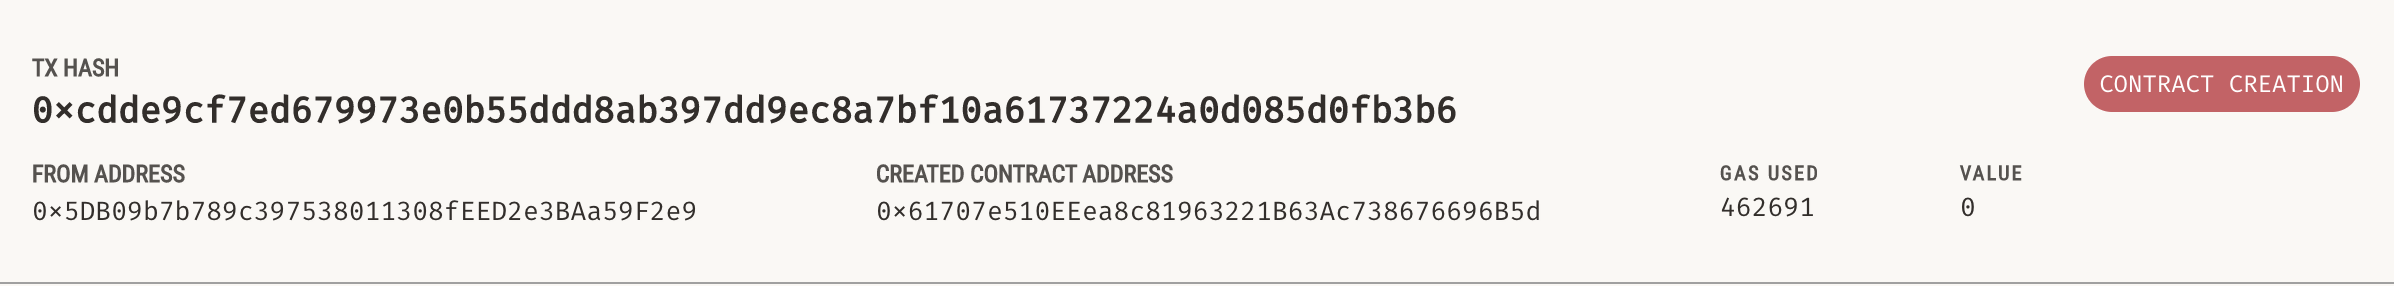 TX HASH
0×cdde9cf7ed679973e0b55ddd8ab397dd9ec8a7bf10a61737224a0d085d0fb3b6
CONTRACT CREATION
FROM ADDRESS
0×5DB09b7b789c397538011308fEED2e3BAa59F2e9
CREATED CONTRACT ADDRESS
0×61707e510EEea8c81963221B63Ac738676696B5d
GAS USED
462691
VALUE
0